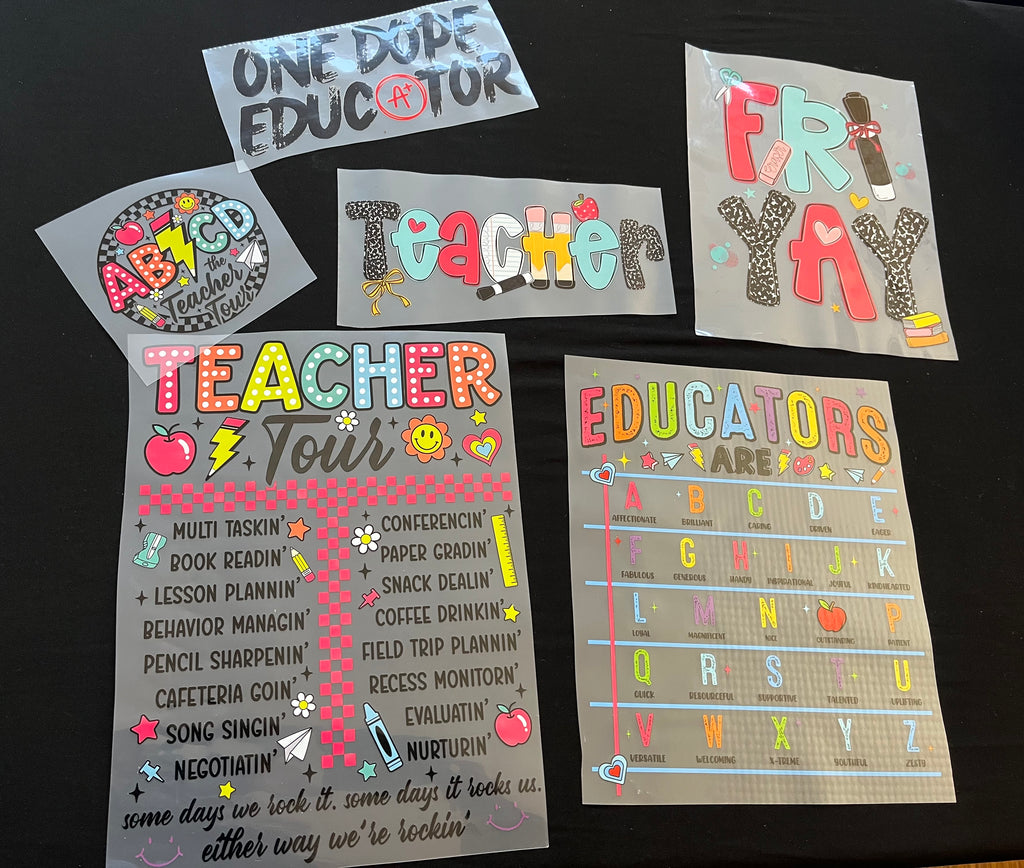 ONE DOPE
EDUCATOR
A+
FRI
YAY
AB CD
the
Teacher
Tour
Teacher
TEACHER
Tour
MULTI TASKIN'
BOOK READIN'
LESSON PLANNIN'
BEHAVIOR MANAGIN'
PENCIL SHARPENIN'
CAFETERIA GOIN'
SONG SINGIN'
NEGOTIATIN'
CONFERENCIN'
PAPER GRADIN'
SNACK DEALIN'
COFFEE DRINKIN'
FIELD TRIP PLANNIN'
RECESS MONITORN'
EVALUATIN'
NURTURIN'
some days we rock it. some days it rocks us.
either way we're rockin'
EDUCATORS
ARE
A B C D E
AFFECTIONATE BRILLIANT CARING DRIVEN EAGER
F G H I J K
FABULOUS GENEROUS HANDY INSPIRATIONAL JOYFUL KINDHEARTED
L M N P
LOYAL MAGNIFICENT NICE OUTSTANDING PATIENT
Q R S T U
QUICK RESOURCEFUL SUPPORTIVE TALENTED UPLIFTING
V W X Y Z
VERSATILE WELCOMING X-TREME YOUTHFUL ZESTY